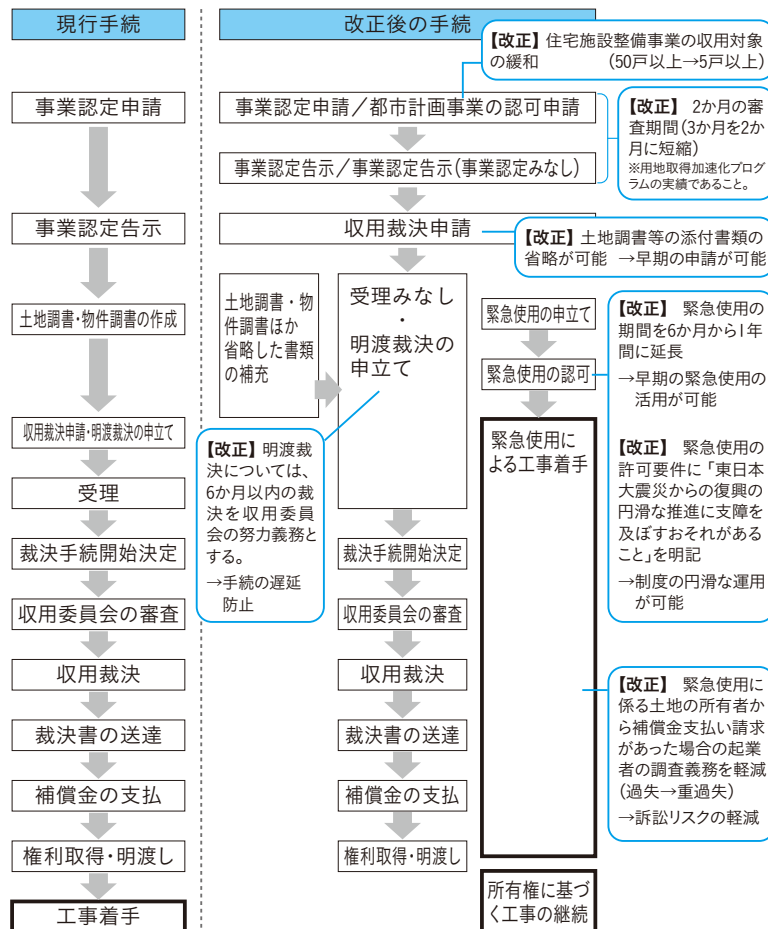 現行手続
事業認定申請
事業認定告示
土地調書・物件調書の作成
収用裁決申請・明渡裁決の申立て
受理
裁決手続開始決定
収用委員会の審査
収用裁決
裁決書の送達
補償金の支払
権利取得・明渡し
工事着手
改正後の手続
【改正】住宅施設整備事業の収用対象
の緩和 (50戸以上→5戸以上)
事業認定申請／都市計画事業の認可申請
事業認定告示／事業認定告示(事業認定みなし)
【改正】 2か月の審
査期間(3か月を2か
月に短縮)
※用地取得加速化プログ
ラムの実績であること。
収用裁決申請
【改正】土地調書等の添付書類の
省略が可能 →早期の申請が可能
土地調書・物
件調書ほか
省略した書類
の補充
受理みなし
・
明渡裁決の
申立て
【改正】明渡裁
決については、
6か月以内の裁
決を収用委員
会の努力義務と
する。
→手続の遅延
防止
裁決手続開始決定
収用委員会の審査
収用裁決
裁決書の送達
補償金の支払
権利取得・明渡し
緊急使用の申立て
緊急使用の認可
緊急使用に
よる工事着手
所有権に基づ
く工事の継続
【改正】 緊急使用の
期間を6か月から1年
間に延長
→早期の緊急使用の
活用が可能
【改正】 緊急使用の
許可要件に「東日本
大震災からの復興の
円滑な推進に支障を
及ぼすおそれがある
こと」を明記
→制度の円滑な運用
が可能
【改正】 緊急使用に
係る土地の所有者か
ら補償金支払い請求
があった場合の起業
者の調査義務を軽減
(過失→重過失)
→訴訟リスクの軽減